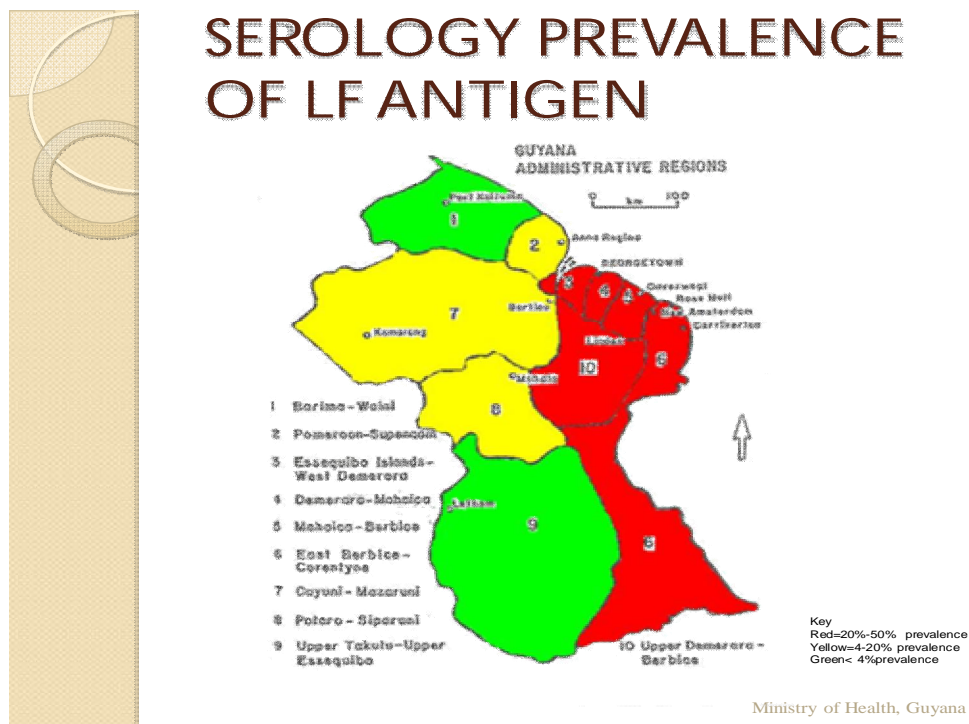 SEROLOGY PREVALENCE
OF LF ANTIGEN
GUYANA
ADMINISTRATIVE REGIONS
0 100
km
Port Kaituma
1
2
Anna Regina
GEORGETOWN
3
4
5
Rose Hall
New Amsterdam
Corriverton
7
Kamarang
Bartica
Linden
10
6
Mahdia
8
Lethem
9
6
1 Barima-Waini
2 Pomeroon-Supenaam
3 Essequibo Islands-
West Demerara
4 Demerara-Mahaica
5 Mahaica-Berbice
6 East Berbice-
Corentyne
7 Cuyuni-Mazaruni
8 Potaro-Siparuni
9 Upper Takutu-Upper
Essequibo
10 Upper Demerara-
Berbice
Key
Red=20%-50% prevalence
Yellow=4-20% prevalence
Green< 4%prevalence
Ministry of Health, Guyana